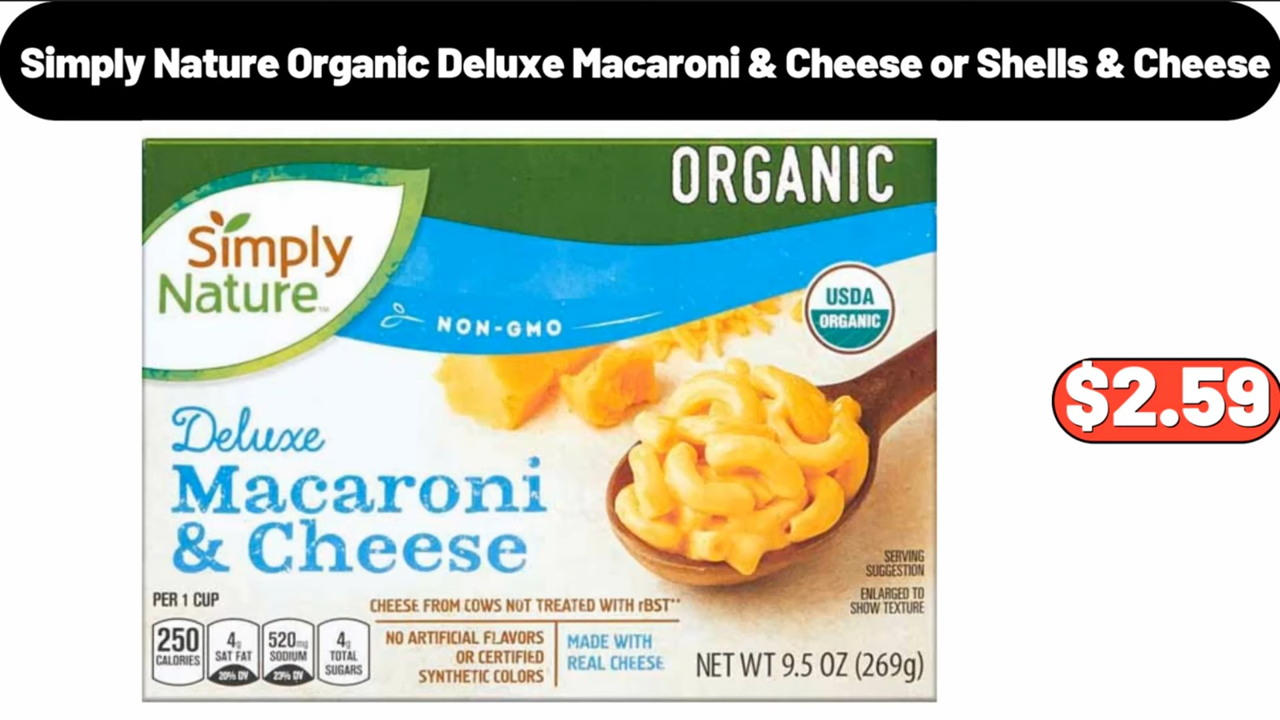 Simply Nature Organic Deluxe Macaroni & Cheese or Shells & Cheese
ORGANIC
Simply
Nature™
NON-GMO
USDA
ORGANIC
$2.59
Deluxe
Macaroni
& Cheese
SERVING
SUGGESTION
ENLARGED TO
SHOW TEXTURE
PER 1 CUP
250
CALORIES
4g
SAT FAT
20% DV
520mg
SODIUM
23% DV
4g
TOTAL
SUGARS
CHEESE FROM COWS NOT TREATED WITH rBST**
NO ARTIFICIAL FLAVORS
OR CERTIFIED
SYNTHETIC COLORS
MADE WITH
REAL CHEESE
NET WT 9.5 OZ (269g)